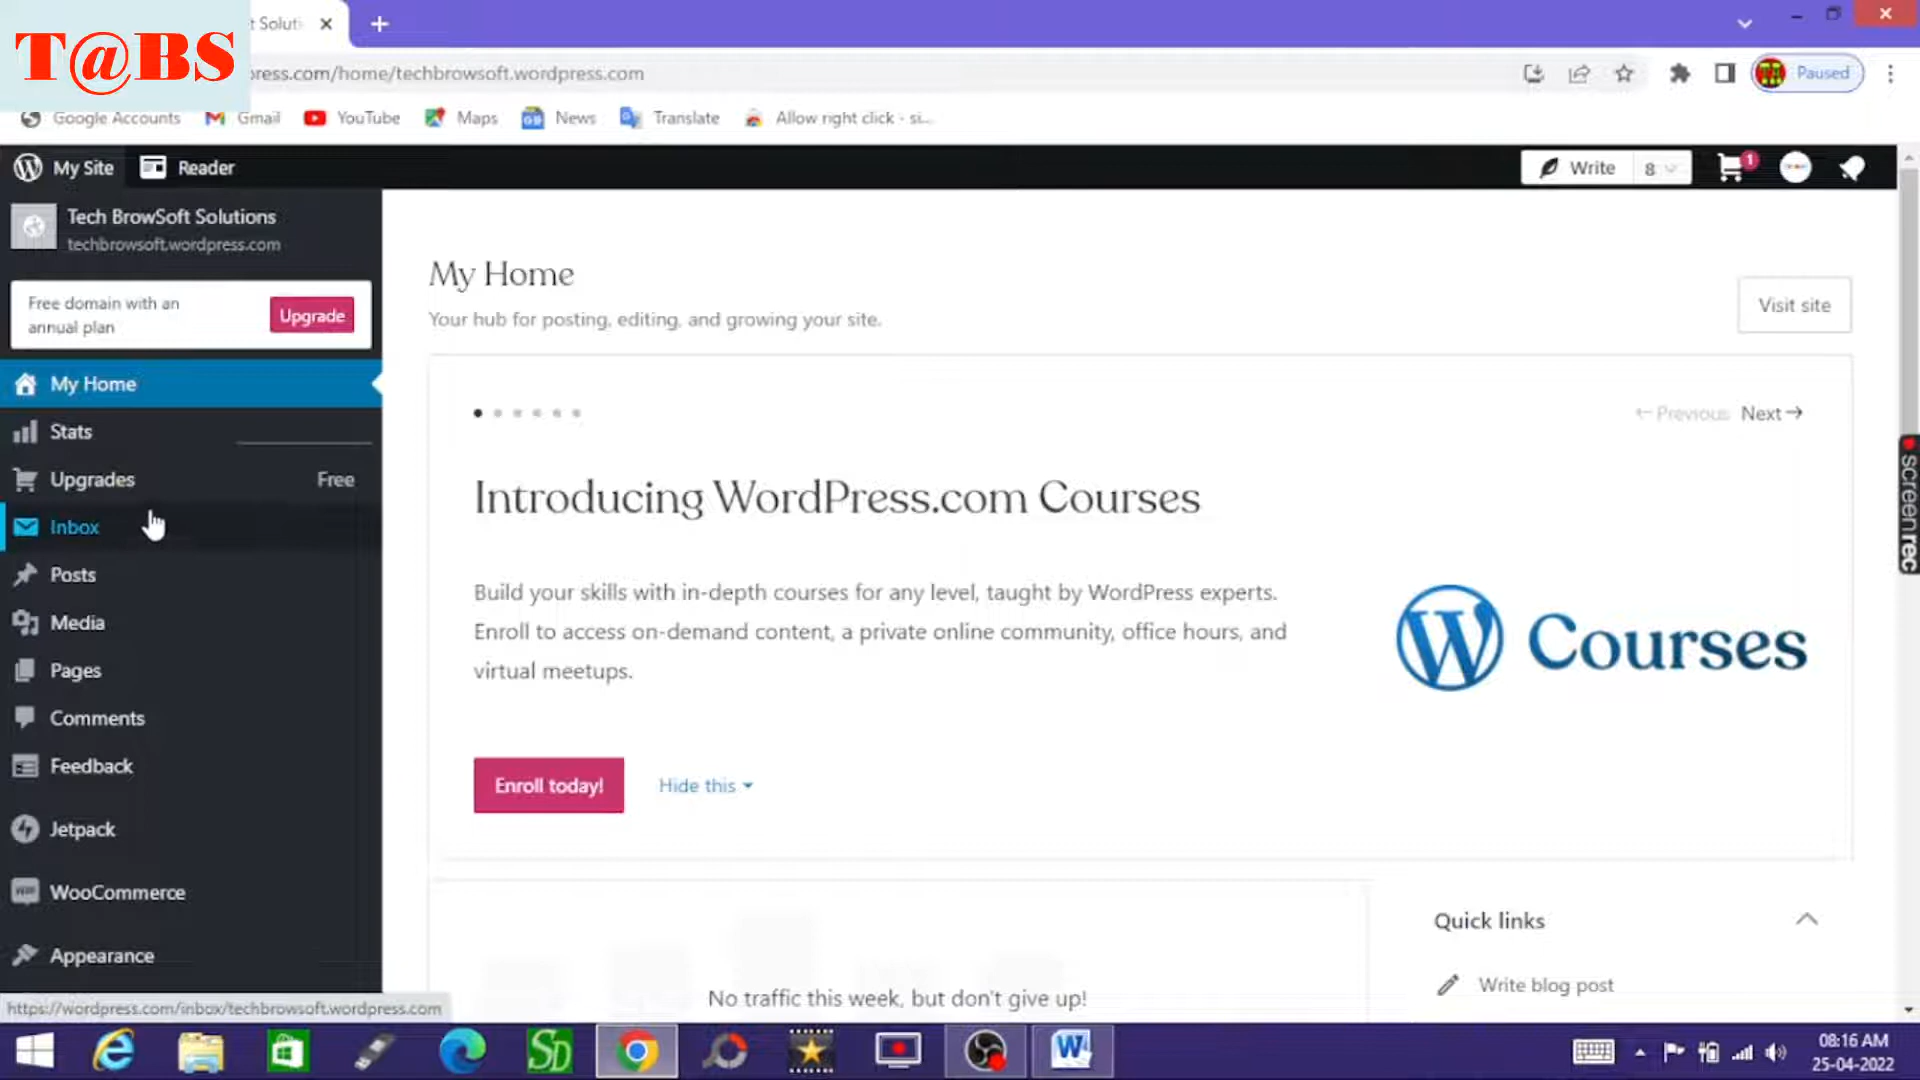 T@BS
t Soluti
press.com/home/techbrowsoft.wordpress.com
Paused
Google Accounts
Gmail
YouTube
Maps
News
Translate
Allow right click - si...
My Site
Reader
Write
8
1
Tech BrowSoft Solutions
techbrowsoft.wordpress.com
Free domain with an
annual plan
Upgrade
My Home
Stats
Upgrades
Free
Inbox
Posts
Media
Pages
Comments
Feedback
Jetpack
WooCommerce
Appearance
https://wordpress.com/inbox/techbrowsoft.wordpress.com
My Home
Your hub for posting, editing, and growing your site.
Visit site
Previous
Next
Introducing WordPress.com Courses
Build your skills with in-depth courses for any level, taught by WordPress experts.
Enroll to access on-demand content, a private online community, office hours, and
virtual meetups.
Courses
Enroll today!
Hide this
No traffic this week, but don't give up!
Quick links
Write blog post
screenrec
08:16 AM
25-04-2022